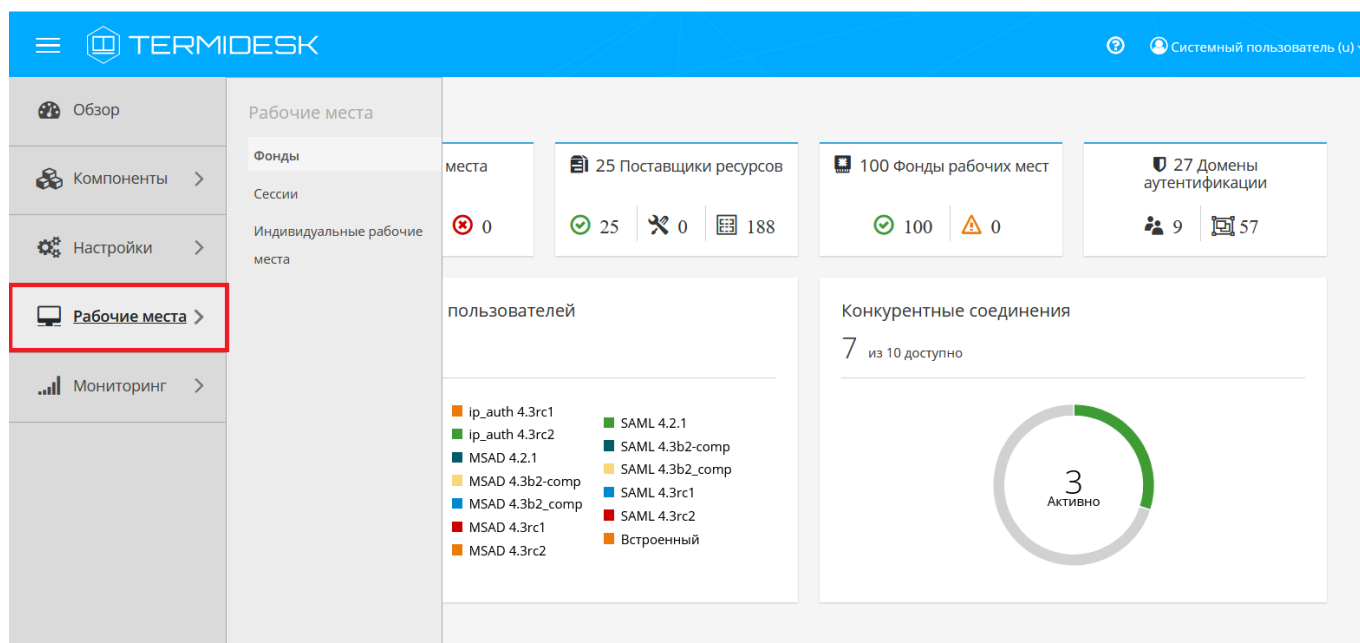 TERMIDESK
Системный пользователь (u)
Обзор
Компоненты
Настройки
Рабочие места
Мониторинг
Рабочие места
Фонды
Сессии
Индивидуальные рабочие
места
места
0
25 Поставщики ресурсов
25 0 188
100 Фонды рабочих мест
100 0
27 Домены
аутентификации
9 57
пользователей
ip_auth 4.3rc1
ip_auth 4.3rc2
MSAD 4.2.1
MSAD 4.3b2-comp
MSAD 4.3b2_comp
MSAD 4.3rc1
MSAD 4.3rc2
SAML 4.2.1
SAML 4.3b2-comp
SAML 4.3b2_comp
SAML 4.3rc1
SAML 4.3rc2
Встроенный
Конкурентные соединения
7 из 10 доступно
3
Активно